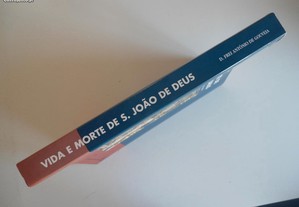 VIDA E MORTE DE S. JOÃO DE DEUS
D. FREI ANTÓNIO DE GOUVEIA